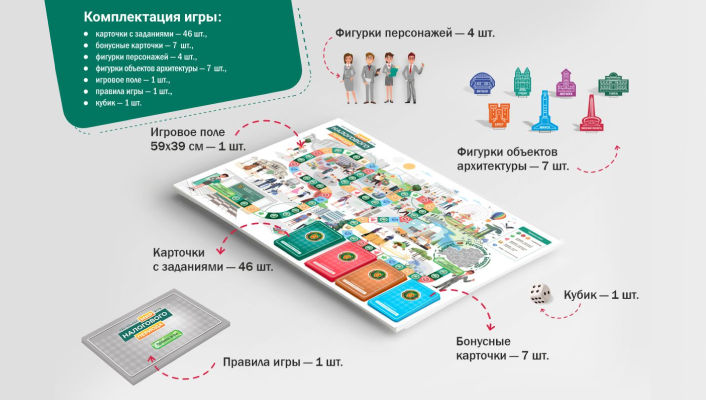 Комплектация игры:
карточки с заданиями — 46 шт.,
бонусные карточки — 7 шт.,
фигурки персонажей — 4 шт.,
фигурки объектов архитектуры — 7 шт.,
игровое поле — 1 шт.,
правила игры — 1 шт.,
кубик — 1 шт.
Фигурки персонажей — 4 шт.
Фигурки объектов
архитектуры — 7 шт.
Игровое поле
59х39 см — 1 шт.
НАЛОГОВОГО
Карточки
с заданиями — 46 шт.
НАЛОГОВОГО
Правила игры — 1 шт.
Кубик — 1 шт.
Бонусные
карточки — 7 шт.